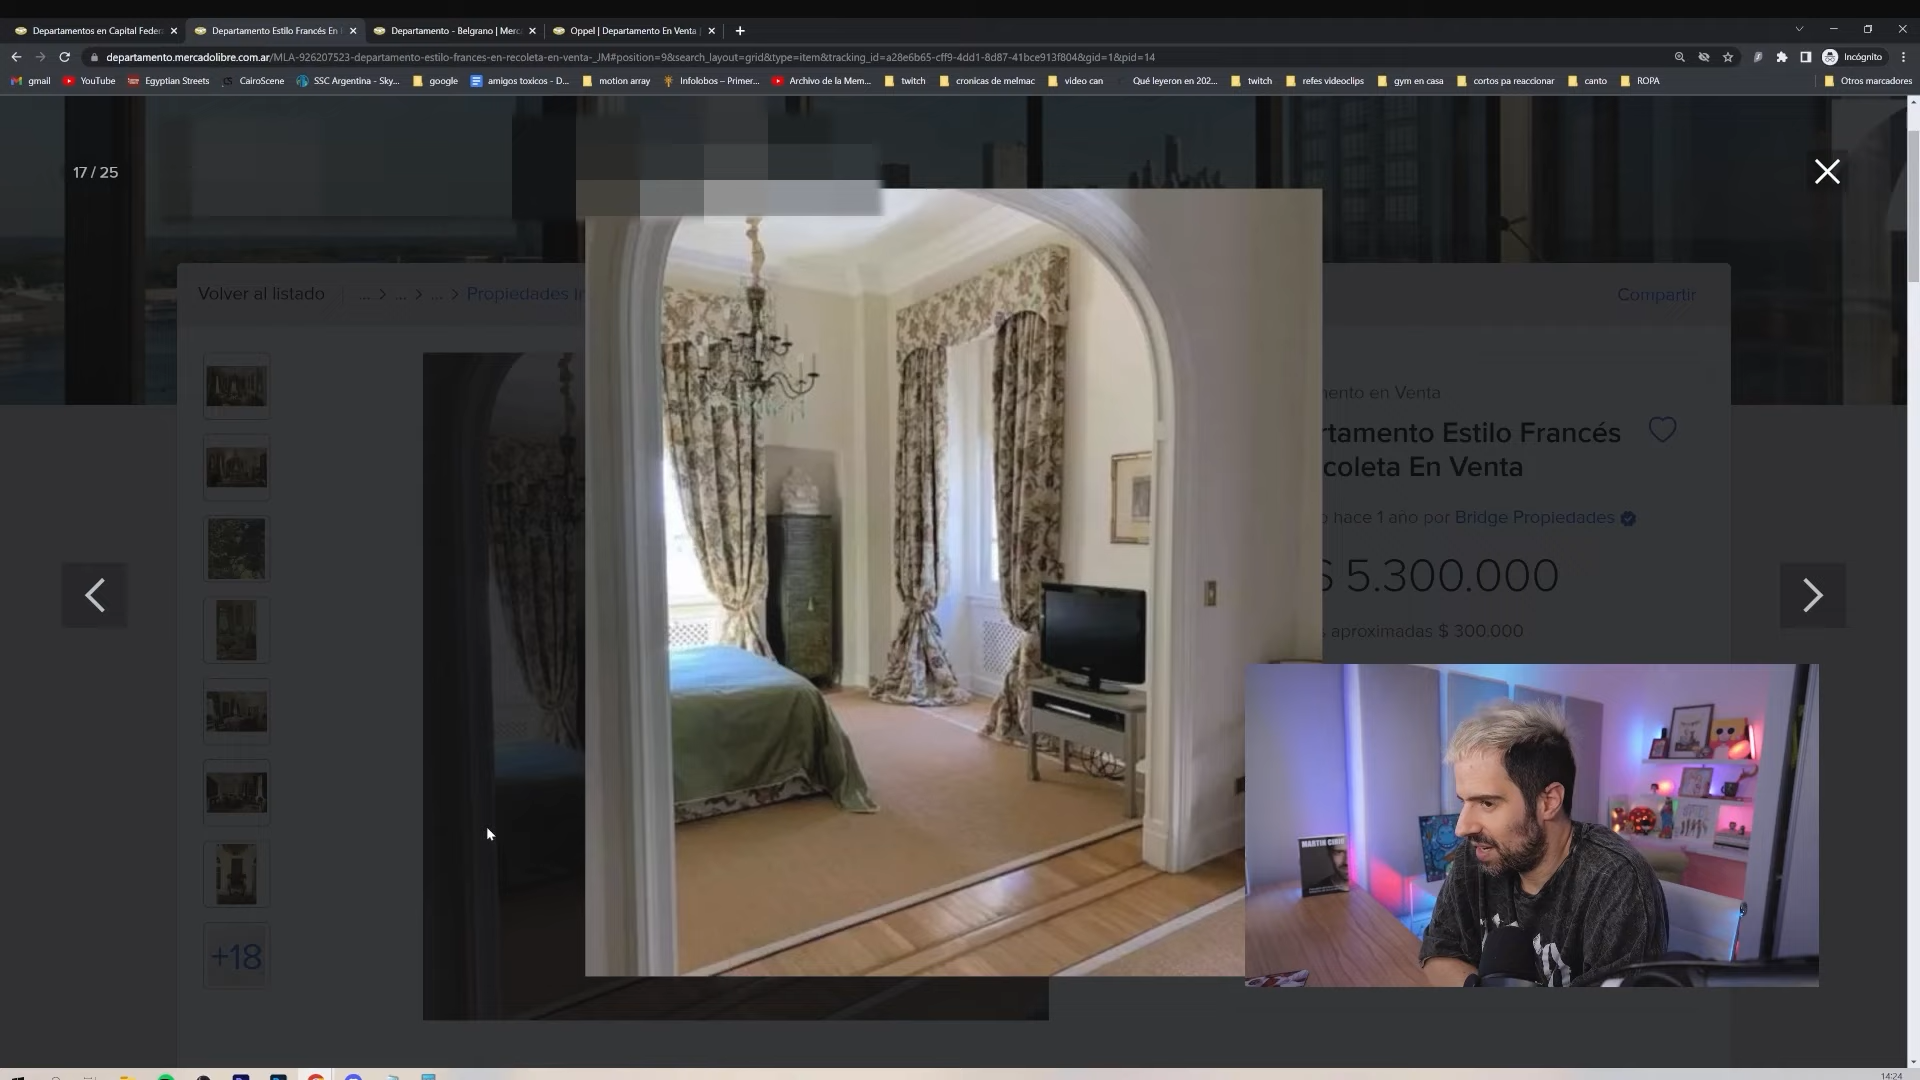 Departamentos en Capital Feder
Departamento Estilo Francés En
Departamento - Belgrano | Merc
Oppel | Departamento En Venta |
departamento.mercadolibre.com.ar/MLA-926207523-departamento-estilo-frances-en-recoleta-en-venta-_JM#position=9&search_layout=grid&type=item&tracking_id=a28e6b65-cff9-4dd1-8d87-41bce913f804&gid=1&pid=14
Incógnito
gmail
YouTube
Egyptian Streets
CairoScene
SSC Argentina - Sky...
google
amigos toxicos - D...
motion array
Infolobos – Primer...
Archivo de la Mem...
twitch
cronicas de melmac
video can
Qué leyeron en 202...
twitch
refes videoclips
gym en casa
cortos pa reaccionar
canto
ROPA
Otros marcadores
17 / 25
Volver al listado
... > ... > ... > Propiedades In
Compartir
mento en Venta
rtamento Estilo Francés
coleta En Venta
o hace 1 año por Bridge Propiedades
$ 5.300.000
s aproximadas $ 300.000
+18
MARTIN CIRIO
14:24